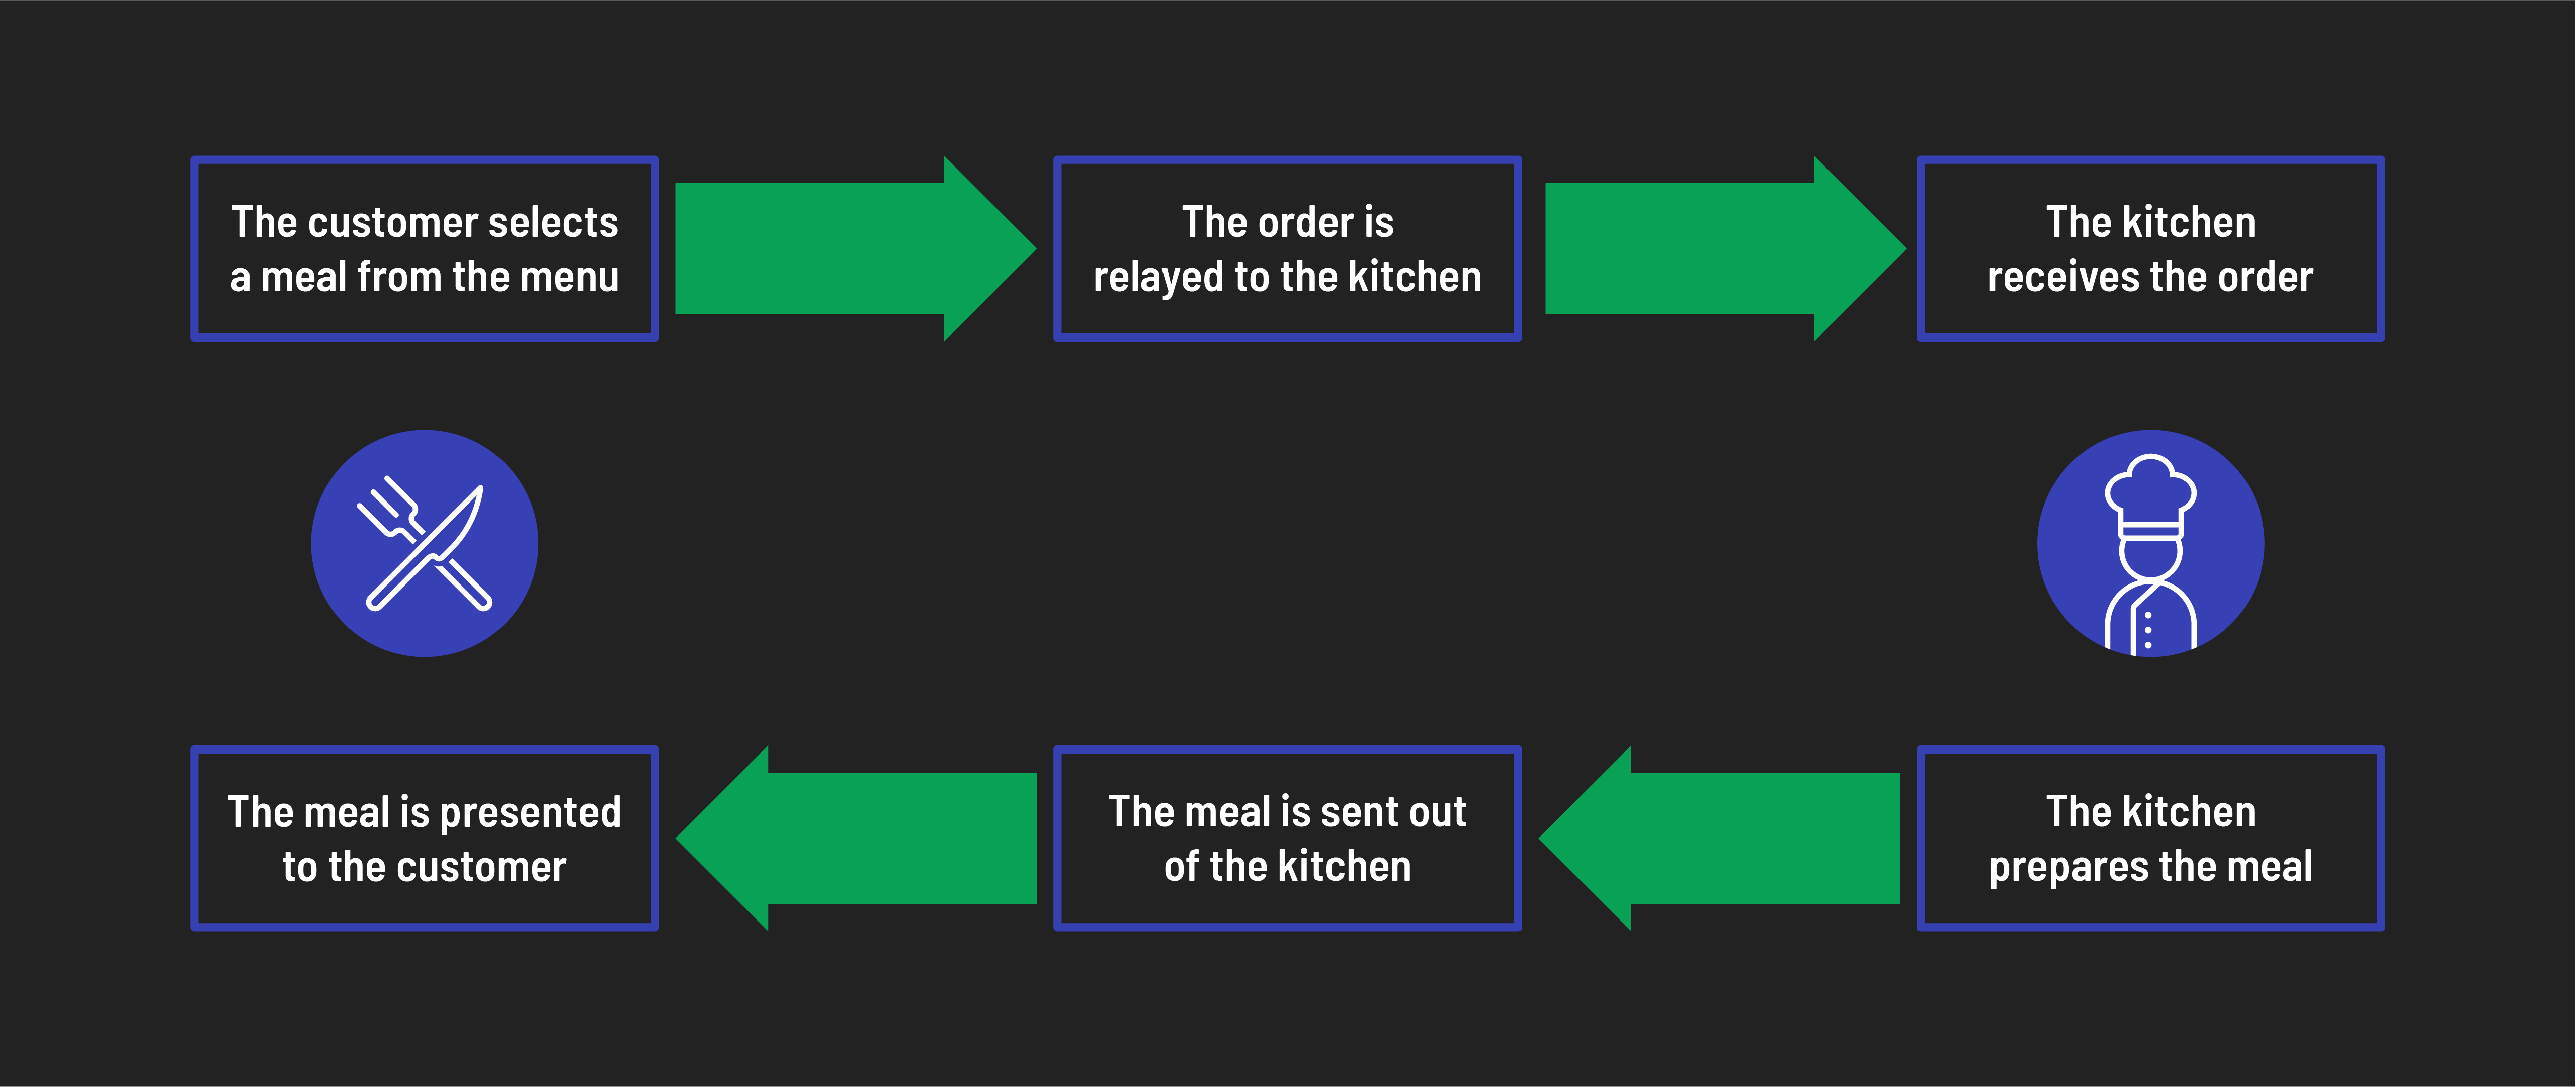 The customer selects
a meal from the menu
The order is
relayed to the kitchen
The kitchen
receives the order
The meal is presented
to the customer
The meal is sent out
of the kitchen
The kitchen
prepares the meal